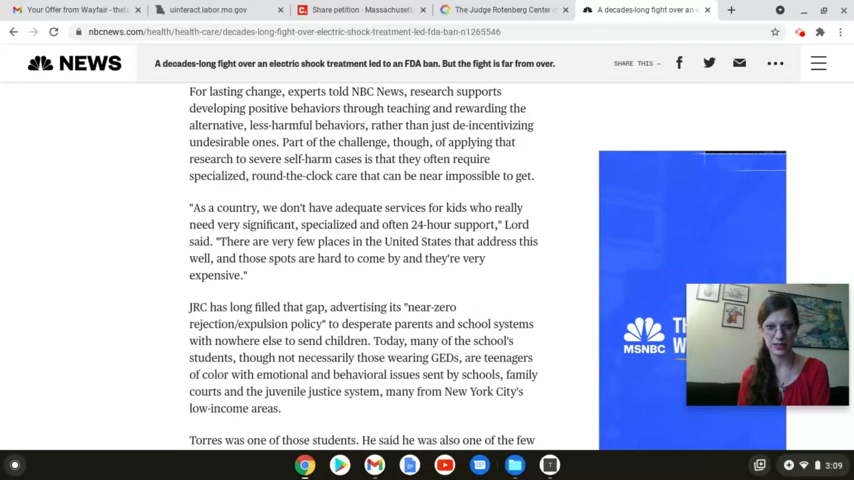 Your Offer from Wayfair - thela
uinteract.labor.mo.gov
Share petition - Massachusett
The Judge Rotenberg Center o
A decades-long fight over an e
nbcnews.com/health/health-care/decades-long-fight-over-electric-shock-treatment-led-fda-ban-n1265546
NEWS
A decades-long fight over an electric shock treatment led to an FDA ban. But the fight is far from over.
SHARE THIS —
For lasting change, experts told NBC News, research supports
developing positive behaviors through teaching and rewarding the
alternative, less-harmful behaviors, rather than just de-incentivizing
undesirable ones. Part of the challenge, though, of applying that
research to severe self-harm cases is that they often require
specialized, round-the-clock care that can be near impossible to get.
"As a country, we don't have adequate services for kids who really
need very significant, specialized and often 24-hour support," Lord
said. "There are very few places in the United States that address this
well, and those spots are hard to come by and they're very
expensive."
JRC has long filled that gap, advertising its "near-zero
rejection/expulsion policy" to desperate parents and school systems
with nowhere else to send children. Today, many of the school's
students, though not necessarily those wearing GEDs, are teenagers
of color with emotional and behavioral issues sent by schools, family
courts and the juvenile justice system, many from New York City's
low-income areas.
Torres was one of those students. He said he was also one of the few
MSNBC
TH
W
3:09